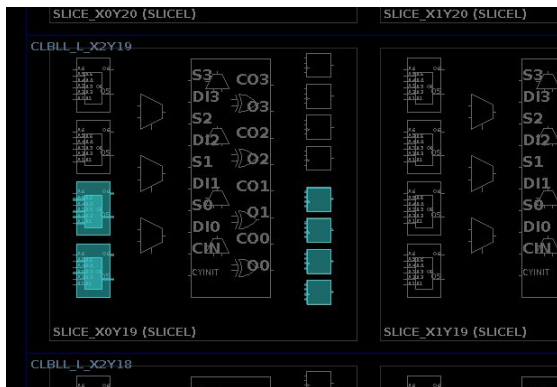 SLICE_X0Y20 (SLICEL)
SLICE_X1Y20 (SLICEL)
CLBLL_L_X2Y19
S3
CO3
DI3
O3
S2
CO2
DI2
O2
S1
DI1
CO1
S0
O1
DI0
CO0
CIN
O0
CYINIT
S3
DI3
S2
DI2
S1
DI1
S0
DI0
CIN
CYINIT
SLICE_X0Y19 (SLICEL)
SLICE_X1Y19 (SLICEL)
CLBLL_L_X2Y18